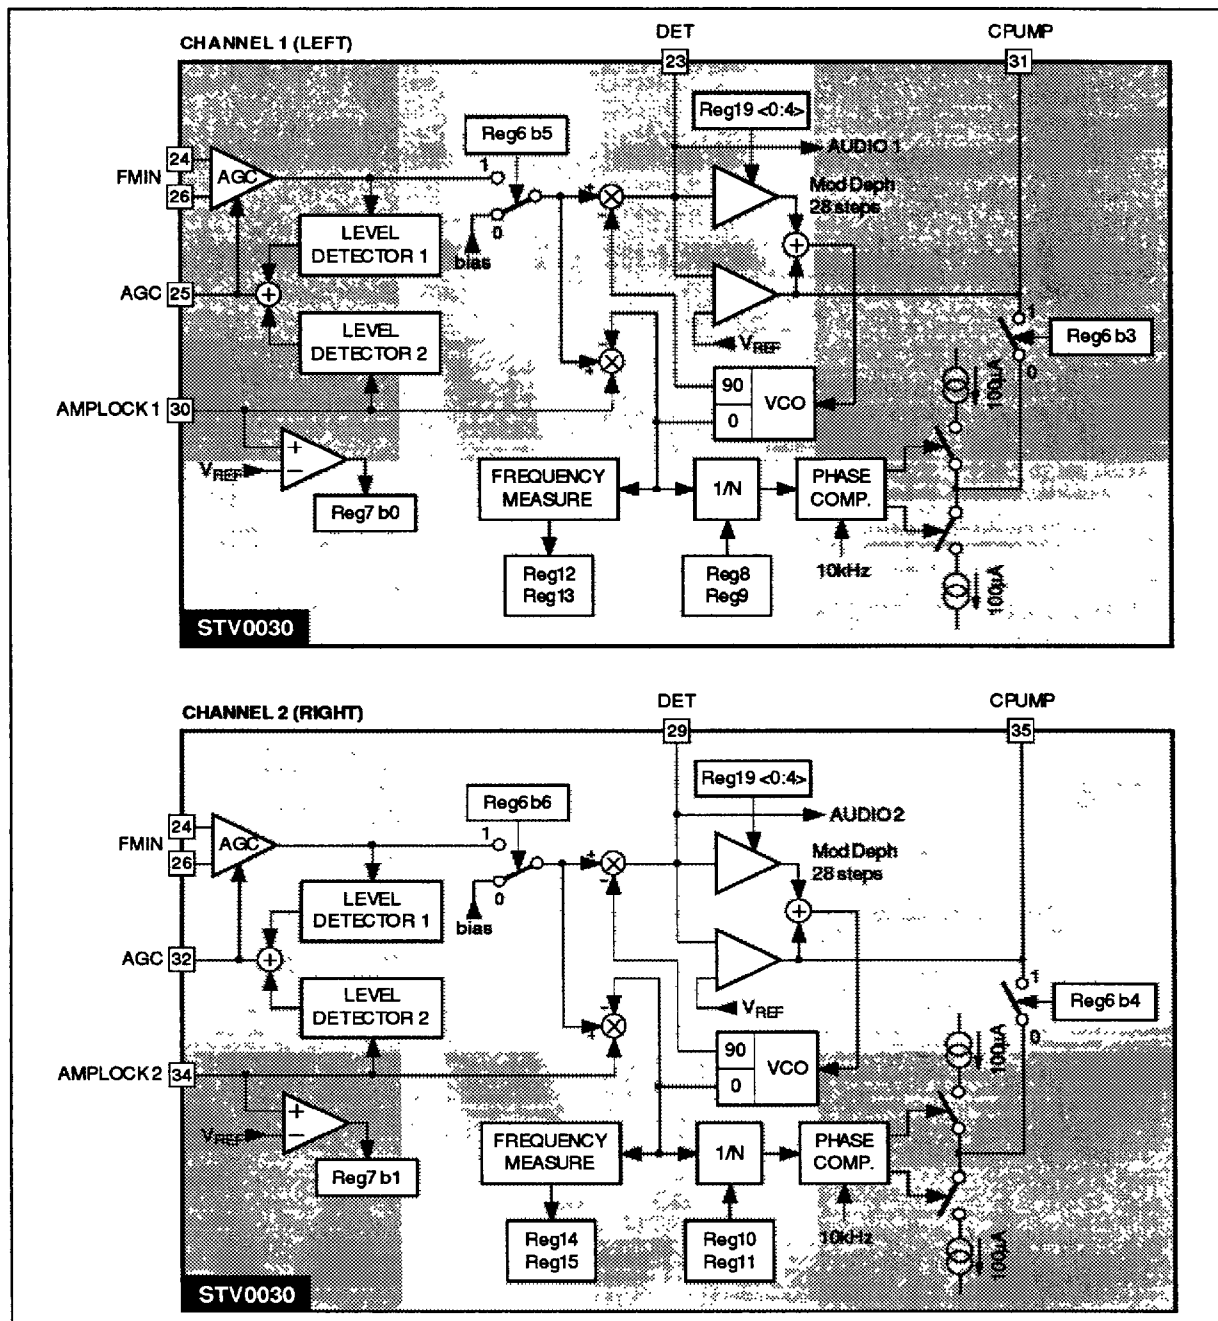 CHANNEL 1 (LEFT)
DET
CPUMP
23
31
Reg19 <0:4>
Reg6 b5
AUDIO 1
24
FMIN
26
AGC
1
0
bias
+
-
Mod Deph
28 steps
LEVEL
DETECTOR 1
AGC
25
+
+
LEVEL
DETECTOR 2
-
+
VREF
1
0
Reg6 b3
100µA
AMPLOCK 1
30
90
0
VCO
+
VREF
-
Reg7 b0
FREQUENCY
MEASURE
1/N
PHASE
COMP.
Reg12
Reg13
Reg8
Reg9
10kHz
100µA
STV0030
CHANNEL 2 (RIGHT)
DET
CPUMP
29
35
Reg19 <0:4>
Reg6 b6
AUDIO 2
24
FMIN
26
AGC
1
0
bias
+
-
Mod Deph
28 steps
LEVEL
DETECTOR 1
AGC
32
+
+
LEVEL
DETECTOR 2
-
+
VREF
1
0
Reg6 b4
100µA
AMPLOCK 2
34
90
0
VCO
+
VREF
-
Reg7 b1
FREQUENCY
MEASURE
1/N
PHASE
COMP.
Reg14
Reg15
Reg10
Reg11
10kHz
100µA
STV0030